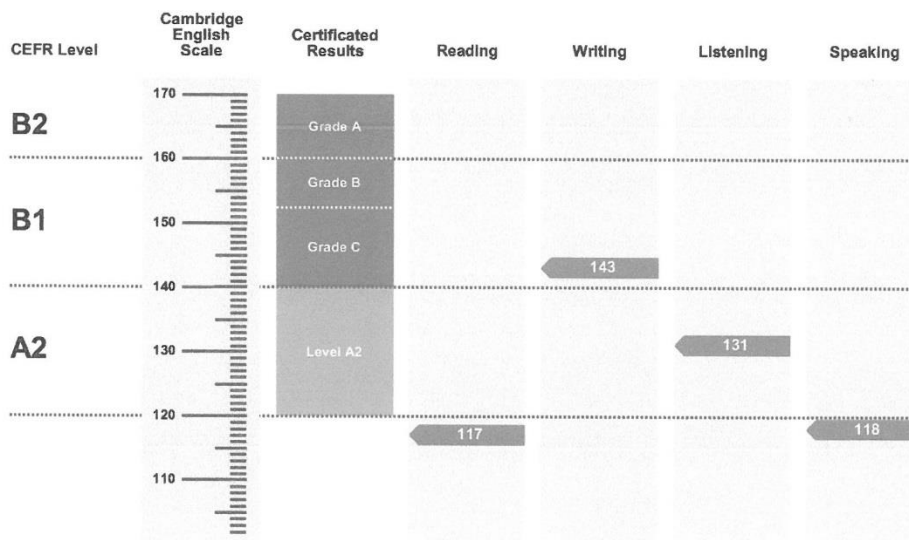 CEFR Level
Cambridge
English
Scale
Certificated
Results
Reading
Writing
Listening
Speaking
170
B2
Grade A
160
Grade B
B1
150
Grade C
143
140
A2
130
Level A2
131
120
117
118
110